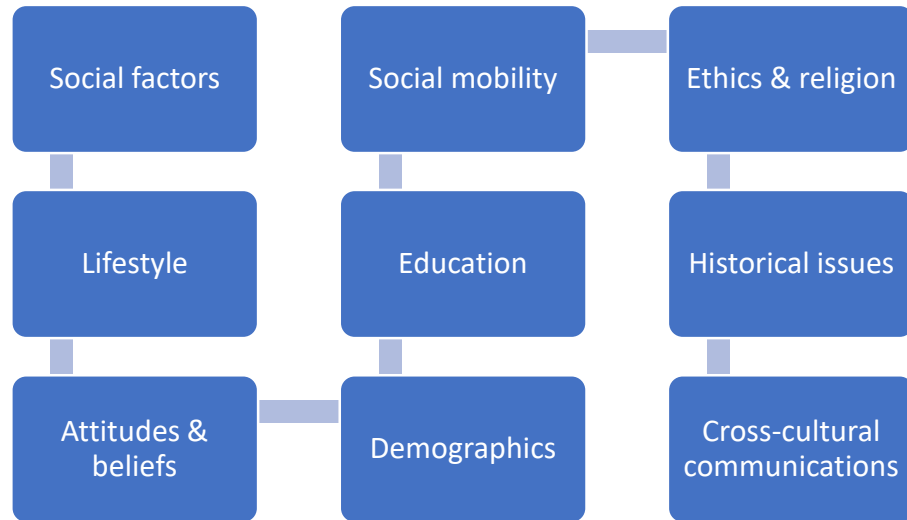 Social factors
Lifestyle
Attitudes &
beliefs
Demographics
Education
Social mobility
Ethics & religion
Historical issues
Cross-cultural
communications